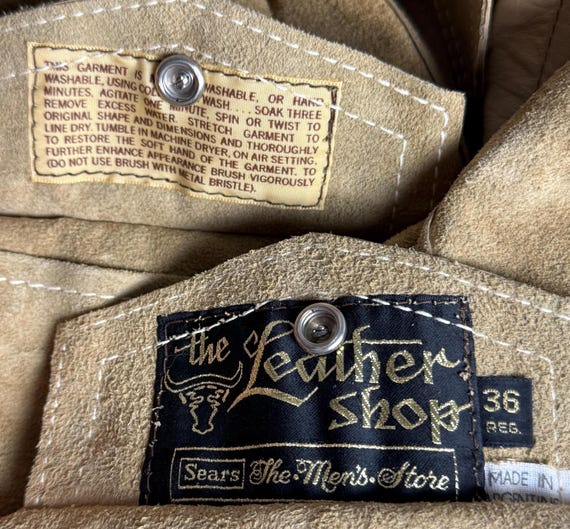 THIS GARMENT IS WASHABLE, OR HAND
WASHABLE, USING WASH... SOAK THREE
MINUTES, AGITATE ONE MINUTE, SPIN OR TWIST TO
REMOVE EXCESS WATER. STRETCH GARMENT TO
ORIGINAL SHAPE AND DIMENSIONS AND THOROUGHLY
LINE DRY. TUMBLE IN MACHINE DRYER, ON AIR SETTING,
TO RESTORE THE SOFT HAND OF THE GARMENT. TO
FURTHER ENHANCE APPEARANCE BRUSH VIGOROUSLY
(DO NOT USE BRUSH WITH METAL BRISTLE).
the Leather
Shop
36
REG.
Sears The Men's Store
MADE IN
ARGENTINE